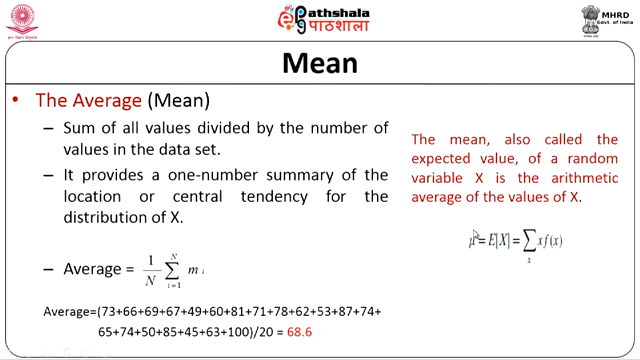 ePathshala
पाठशाला
MHRD
Govt. of India
Mean
• The Average (Mean)
– Sum of all values divided by the number of
values in the data set.
– It provides a one-number summary of the
location or central tendency for the
distribution of X.
– Average = 1/N ∑ᵢ₌₁ᴺ mᵢ
Average=(73+66+69+67+49+60+81+71+78+62+53+87+74+
65+74+50+85+45+63+100)/20 = 68.6
The mean, also called the
expected value, of a random
variable X is the arithmetic
average of the values of X.
μ = E[X] = ∑ₓ xf(x)